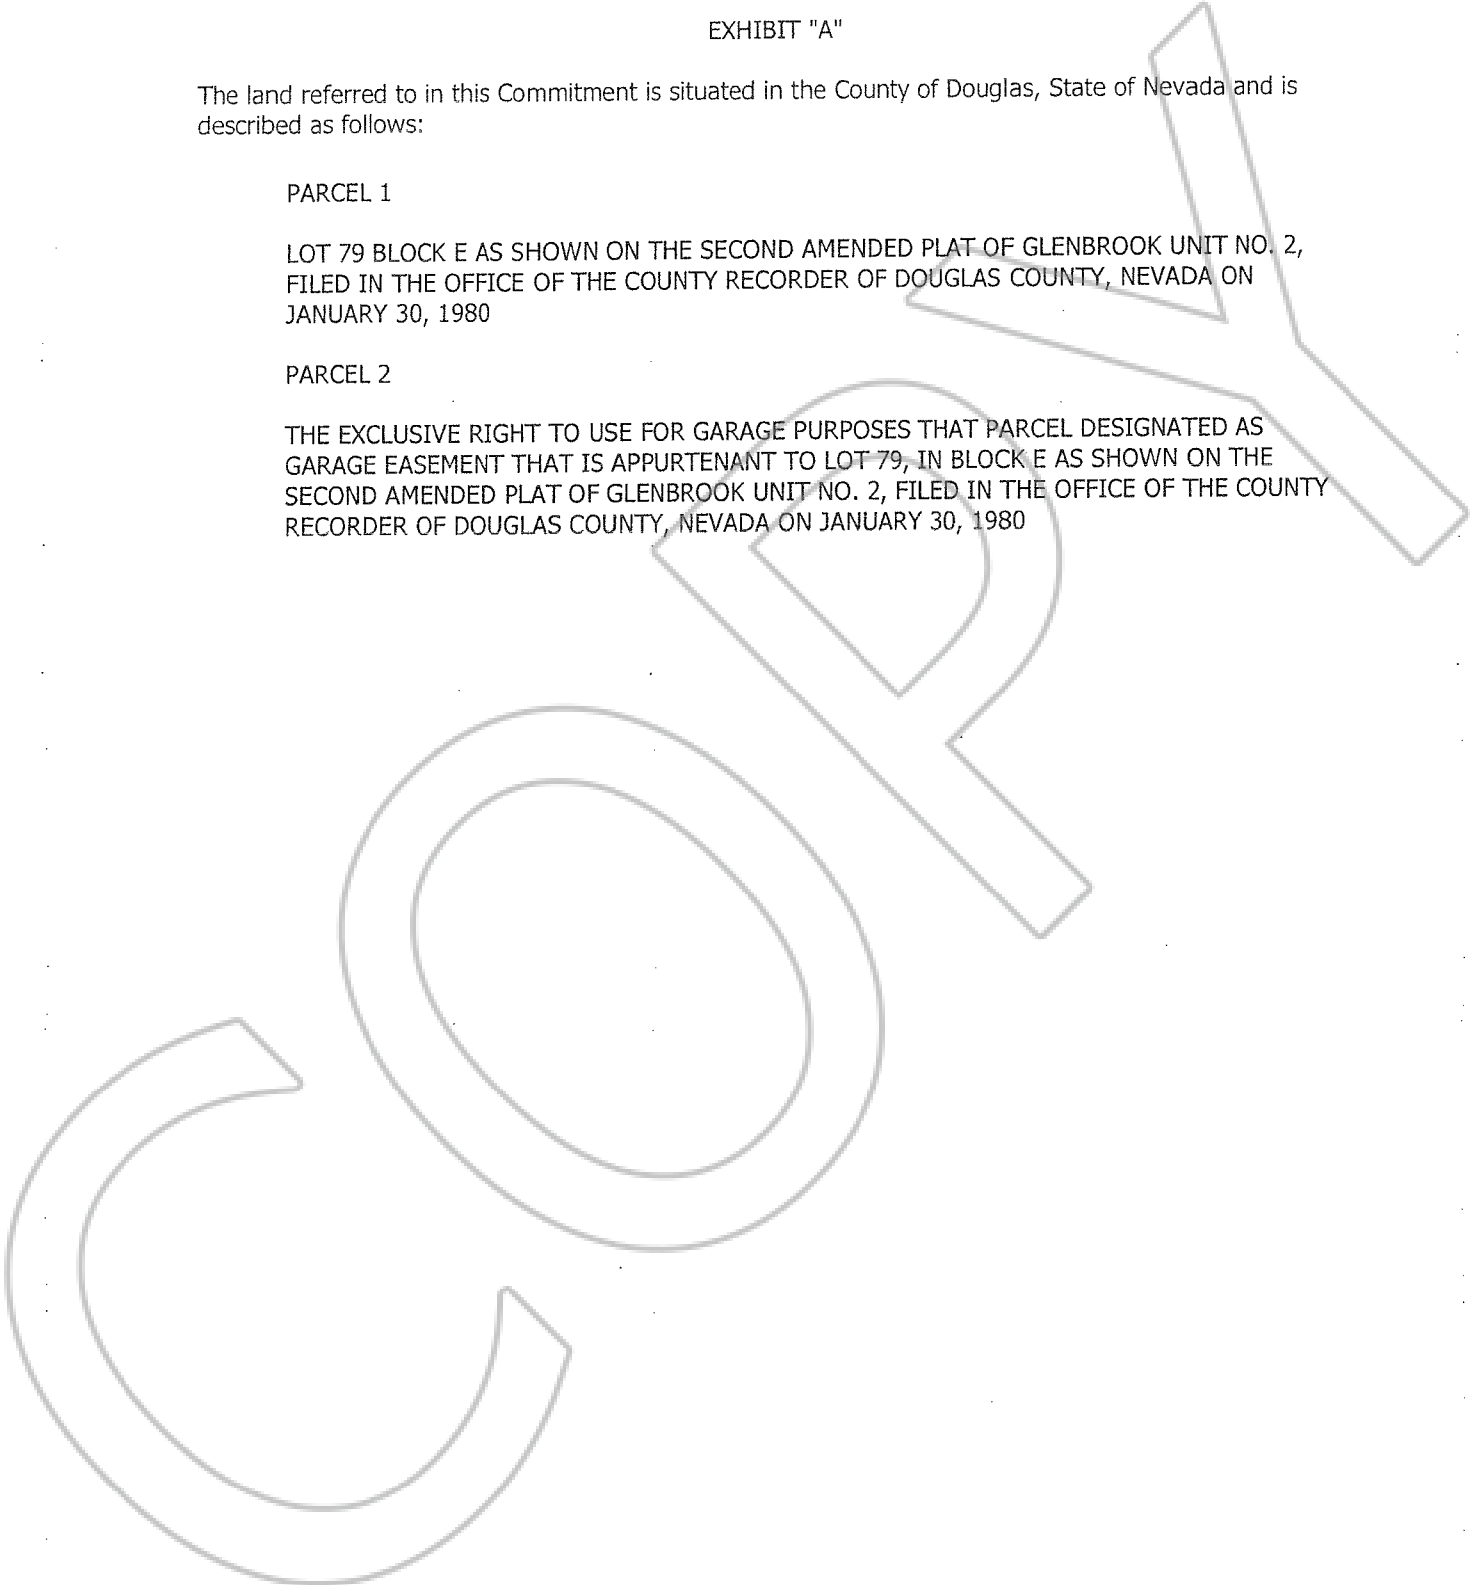 EXHIBIT "A"
The land referred to in this Commitment is situated in the County of Douglas, State of Nevada and is
described as follows:
PARCEL 1
LOT 79 BLOCK E AS SHOWN ON THE SECOND AMENDED PLAT OF GLENBROOK UNIT NO. 2,
FILED IN THE OFFICE OF THE COUNTY RECORDER OF DOUGLAS COUNTY, NEVADA ON
JANUARY 30, 1980
PARCEL 2
THE EXCLUSIVE RIGHT TO USE FOR GARAGE PURPOSES THAT PARCEL DESIGNATED AS
GARAGE EASEMENT THAT IS APPURTENANT TO LOT 79, IN BLOCK E AS SHOWN ON THE
SECOND AMENDED PLAT OF GLENBROOK UNIT NO. 2, FILED IN THE OFFICE OF THE COUNTY
RECORDER OF DOUGLAS COUNTY, NEVADA ON JANUARY 30, 1980
COPY